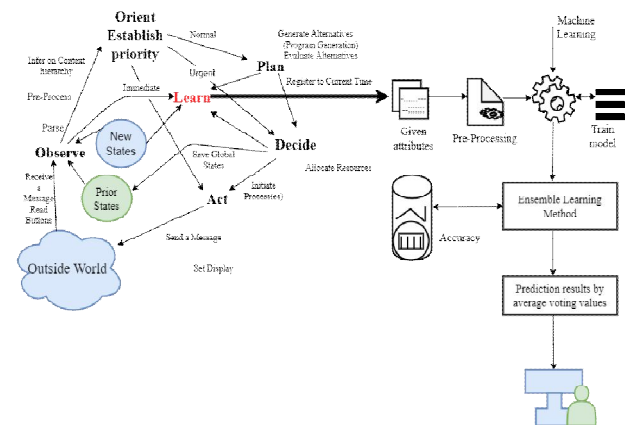 Orient
Establish
priority
Normal
Generate Alternatives
(Program Generation)
Evaluate Alternatives
Machine
Learning
Infer on Context
hierarchy
Urgent
Plan
Pre-Process
Immediate
Learn
Register to Current Time
Given
attributes
Pre-Processing
Train
model
Parse
New
States
Observe
Save Global
States
Decide
Allocate Resources
Receives
a
Message
Read
Buttons
Prior
States
Act
Initiate
Process(es)
Ensemble Learning
Method
Accuracy
Send a Message
Outside World
Set Display
Prediction results by
average voting values